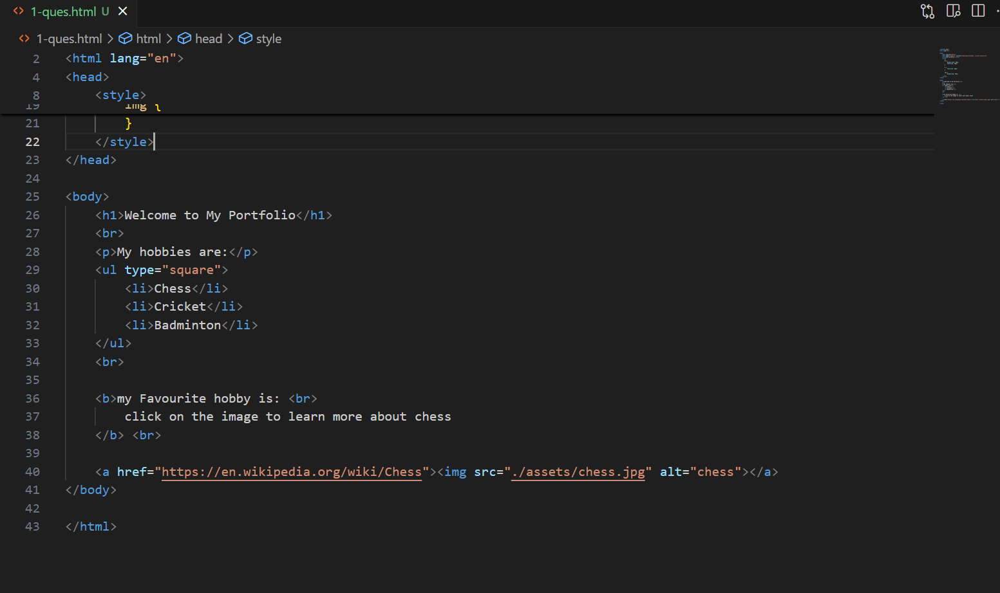 1-ques.html U
1-ques.html > html > head > style
2 <html lang="en">
4 <head>
8 <style>
19 img {
21 }
22 </style>
23 </head>
24
25 <body>
26 <h1>Welcome to My Portfolio</h1>
27 <br>
28 <p>My hobbies are:</p>
29 <ul type="square">
30 <li>Chess</li>
31 <li>Cricket</li>
32 <li>Badminton</li>
33 </ul>
34 <br>
35
36 <b>my Favourite hobby is: <br>
37 click on the image to learn more about chess
38 </b> <br>
39
40 <a href="https://en.wikipedia.org/wiki/Chess"><img src="./assets/chess.jpg" alt="chess"></a>
41 </body>
42
43 </html>